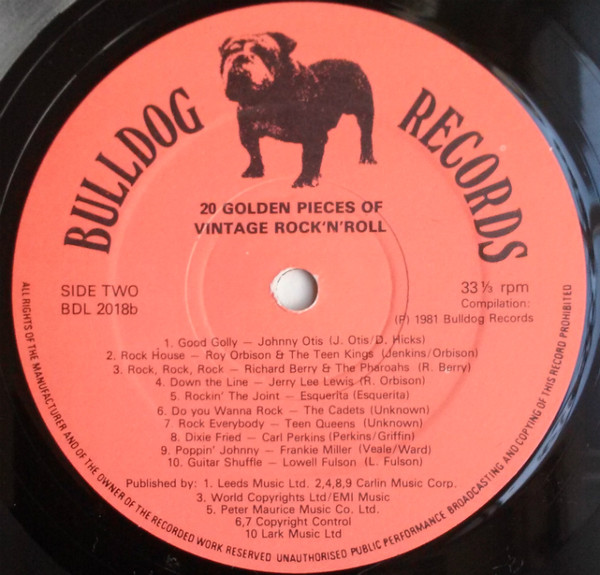 BULLDOG RECORDS
20 GOLDEN PIECES OF
VINTAGE ROCK'N'ROLL
SIDE TWO
BDL 2018b
33 ⅓ rpm
Compilation:
(P) 1981 Bulldog Records
1. Good Golly – Johnny Otis (J. Otis/D. Hicks)
2. Rock House – Roy Orbison & The Teen Kings (Jenkins/Orbison)
3. Rock, Rock, Rock – Richard Berry & The Pharoahs (R. Berry)
4. Down the Line – Jerry Lee Lewis (R. Orbison)
5. Rockin' The Joint – Esquerita (Esquerita)
6. Do you Wanna Rock – The Cadets (Unknown)
7. Rock Everybody – Teen Queens (Unknown)
8. Dixie Fried – Carl Perkins (Perkins/Griffin)
9. Poppin' Johnny – Frankie Miller (Veale/Ward)
10. Guitar Shuffle – Lowell Fulson (L. Fulson)
Published by: 1. Leeds Music Ltd. 2,4,8,9 Carlin Music Corp.
3. World Copyrights Ltd/EMI Music
5. Peter Maurice Music Co. Ltd.
6,7 Copyright Control
10 Lark Music Ltd
ALL RIGHTS OF THE MANUFACTURER AND OF THE OWNER OF THE RECORDED WORK RESERVED UNAUTHORISED PUBLIC PERFORMANCE BROADCASTING AND COPYING OF THIS RECORD PROHIBITED